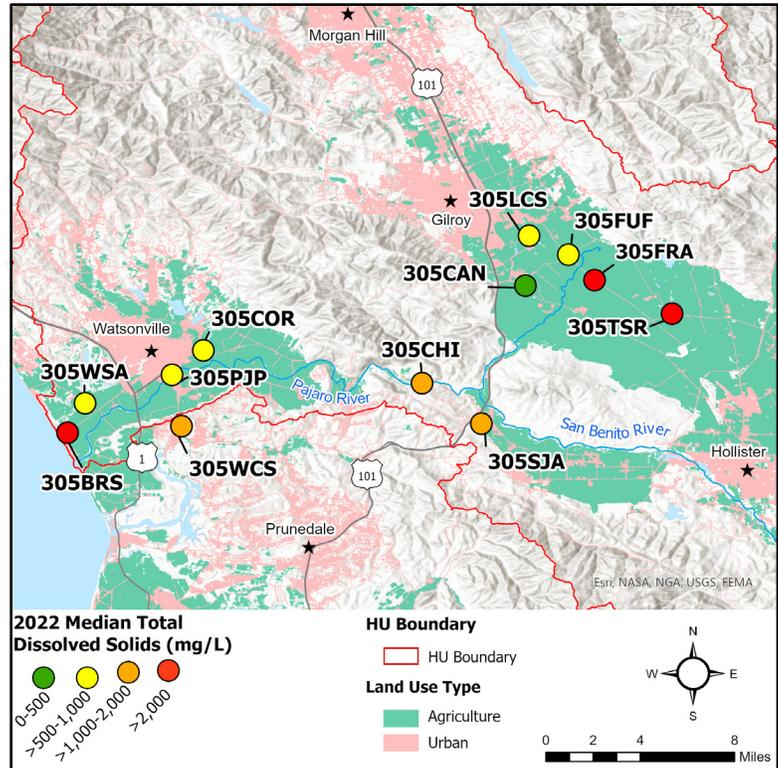 Morgan Hill
101
305LCS
Gilroy
305FUF
305FRA
305CAN
305TSR
305COR
Watsonville
305CHI
305WSA
305PJP
Pajaro River
San Benito River
Hollister
305WCS
305SJA
1
101
305BRS
Prunedale
Esri, NASA, NGA, USGS, FEMA
2022 Median Total
Dissolved Solids (mg/L)
0-500
>500-1,000
>1,000-2,000
>2,000
HU Boundary
HU Boundary
Land Use Type
Agriculture
Urban
N
W
E
S
0 2 4 8
Miles